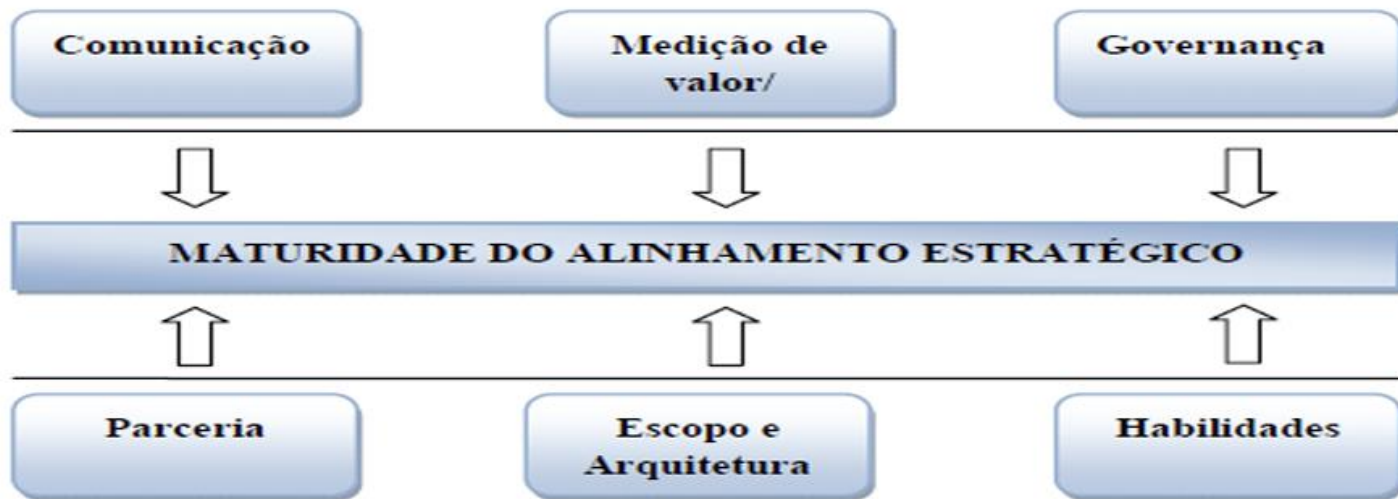 Comunicação
Medição de
valor/
Governança
MATURIDADE DO ALINHAMENTO ESTRATÉGICO
Parceria
Escopo e
Arquitetura
Habilidades